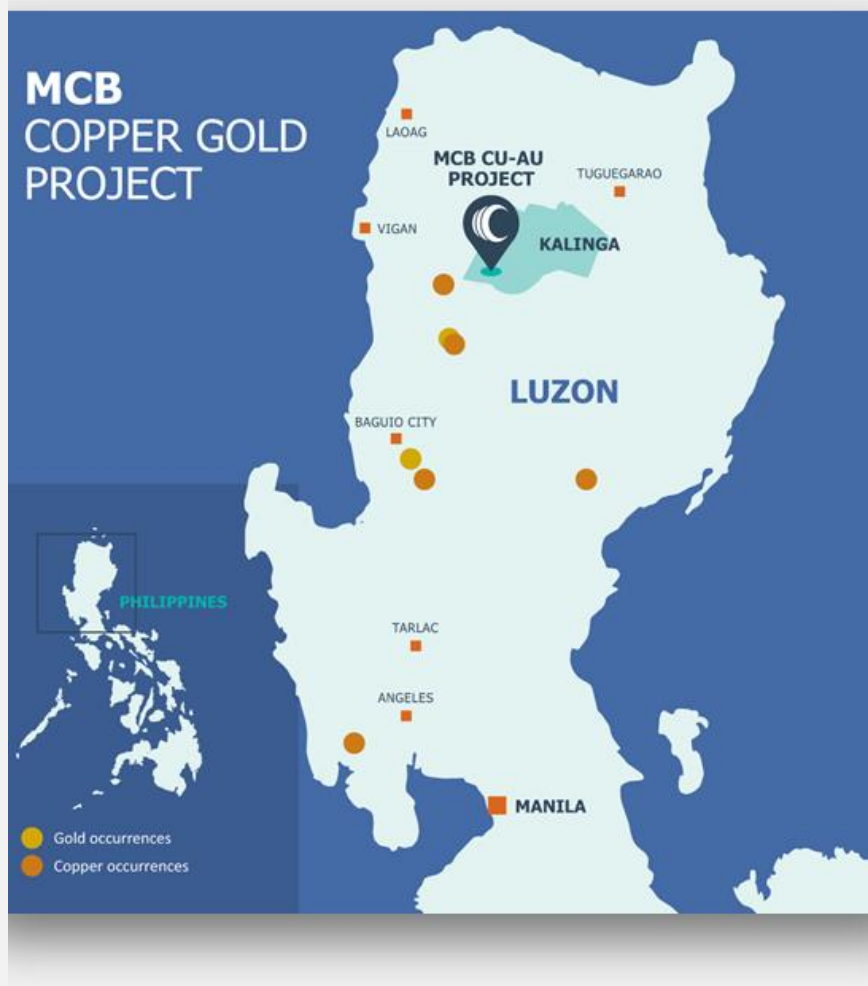 MCB
COPPER GOLD
PROJECT
LAOAG
MCB CU-AU
PROJECT
TUGUEGARAO
VIGAN
KALINGA
LUZON
BAGUIO CITY
PHILIPPINES
TARLAC
ANGELES
MANILA
Gold occurrences
Copper occurrences